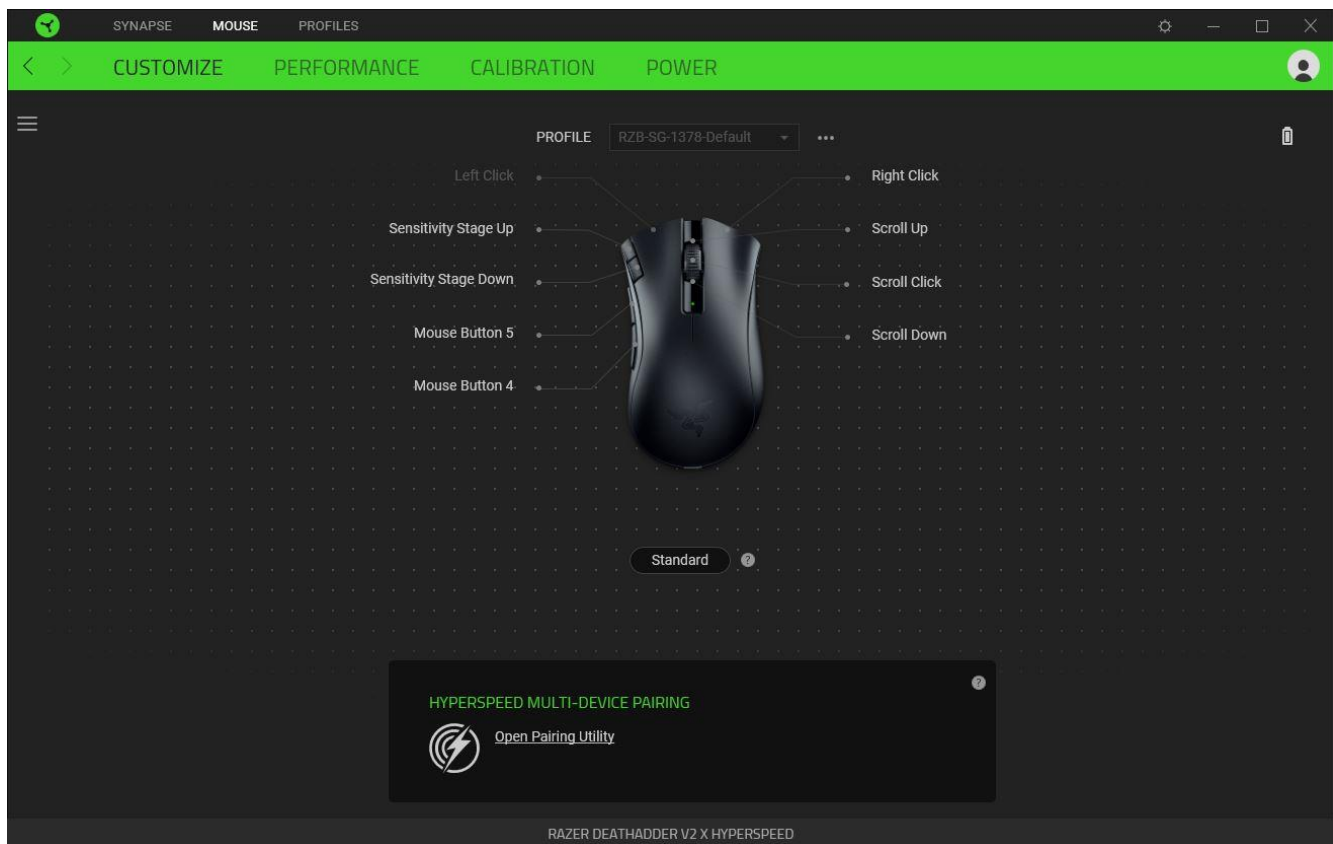 SYNAPSE MOUSE PROFILES
CUSTOMIZE PERFORMANCE CALIBRATION POWER
PROFILE RZB-SG-1378-Default
Left Click
Right Click
Sensitivity Stage Up
Scroll Up
Sensitivity Stage Down
Scroll Click
Mouse Button 5
Scroll Down
Mouse Button 4
Standard ?
?
HYPERSPEED MULTI-DEVICE PAIRING
Open Pairing Utility
RAZER DEATHADDER V2 X HYPERSPEED